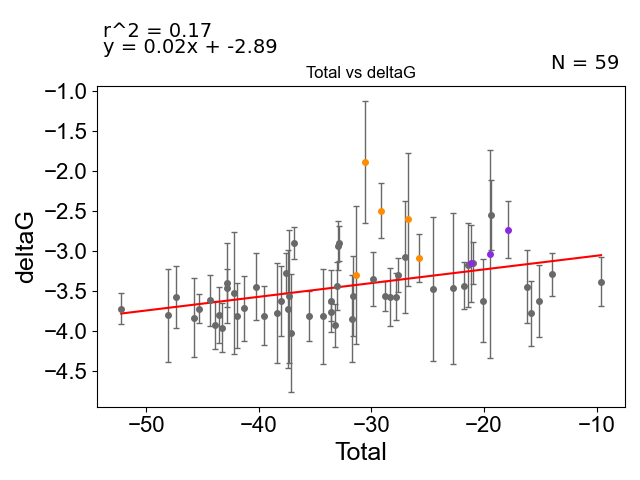 r^2 = 0.17
y = 0.02x + -2.89
N = 59
Total vs deltaG
−1.0
−1.5
−2.0
−2.5
−3.0
−3.5
−4.0
−4.5
deltaG
−50 −40 −30 −20 −10
Total